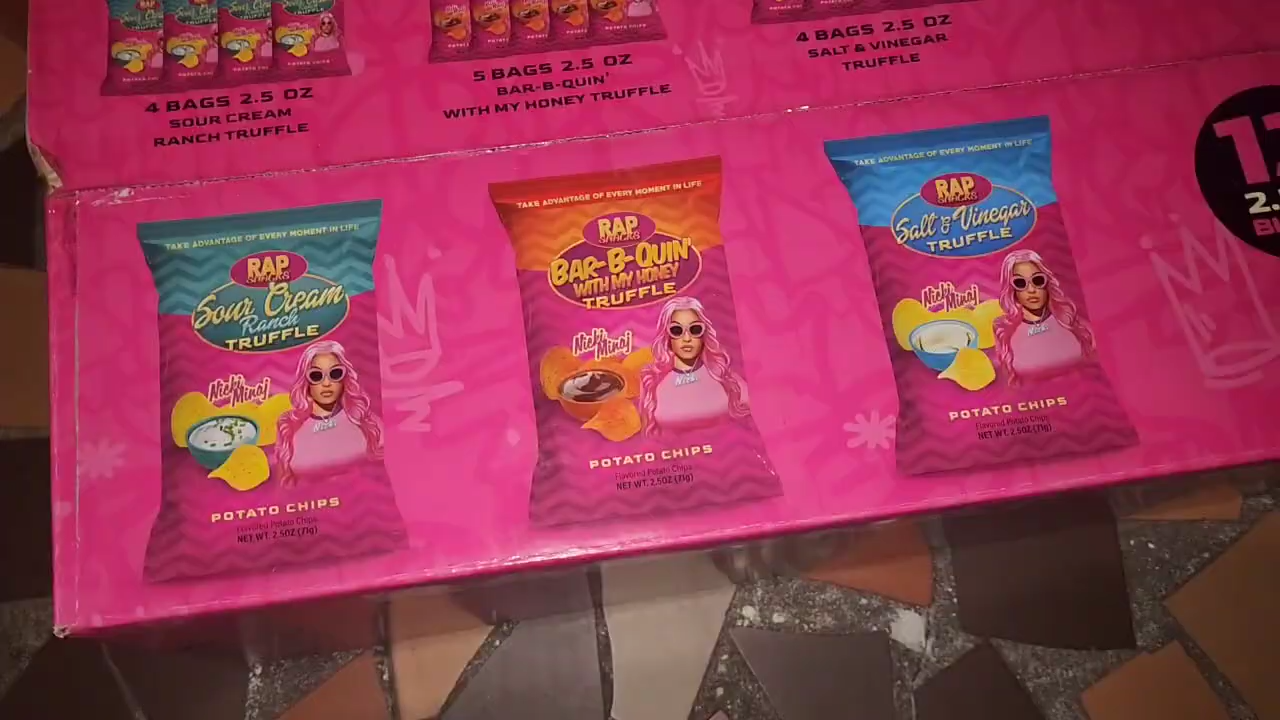 4 BAGS 2.5 OZ
SOUR CREAM
RANCH TRUFFLE
5 BAGS 2.5 OZ
BAR-B-QUIN'
WITH MY HONEY TRUFFLE
4 BAGS 2.5 OZ
SALT & VINEGAR
TRUFFLE
TAKE ADVANTAGE OF EVERY MOMENT IN LIFE
RAP
SNACKS
Sour Cream
Ranch
TRUFFLE
Nicki
Minaj
Nicki
POTATO CHIPS
Flavored Potato Chips
NET WT. 2.5OZ (71g)
TAKE ADVANTAGE OF EVERY MOMENT IN LIFE
RAP
SNACKS
BAR-B-QUIN'
WITH MY HONEY
TRUFFLE
Nicki
Minaj
Nicki
POTATO CHIPS
Flavored Potato Chips
NET WT. 2.5OZ (71g)
TAKE ADVANTAGE OF EVERY MOMENT IN LIFE
RAP
SNACKS
Salt & Vinegar
TRUFFLE
Nicki
Minaj
Nicki
POTATO CHIPS
Flavored Potato Chips
NET WT. 2.5OZ (71g)